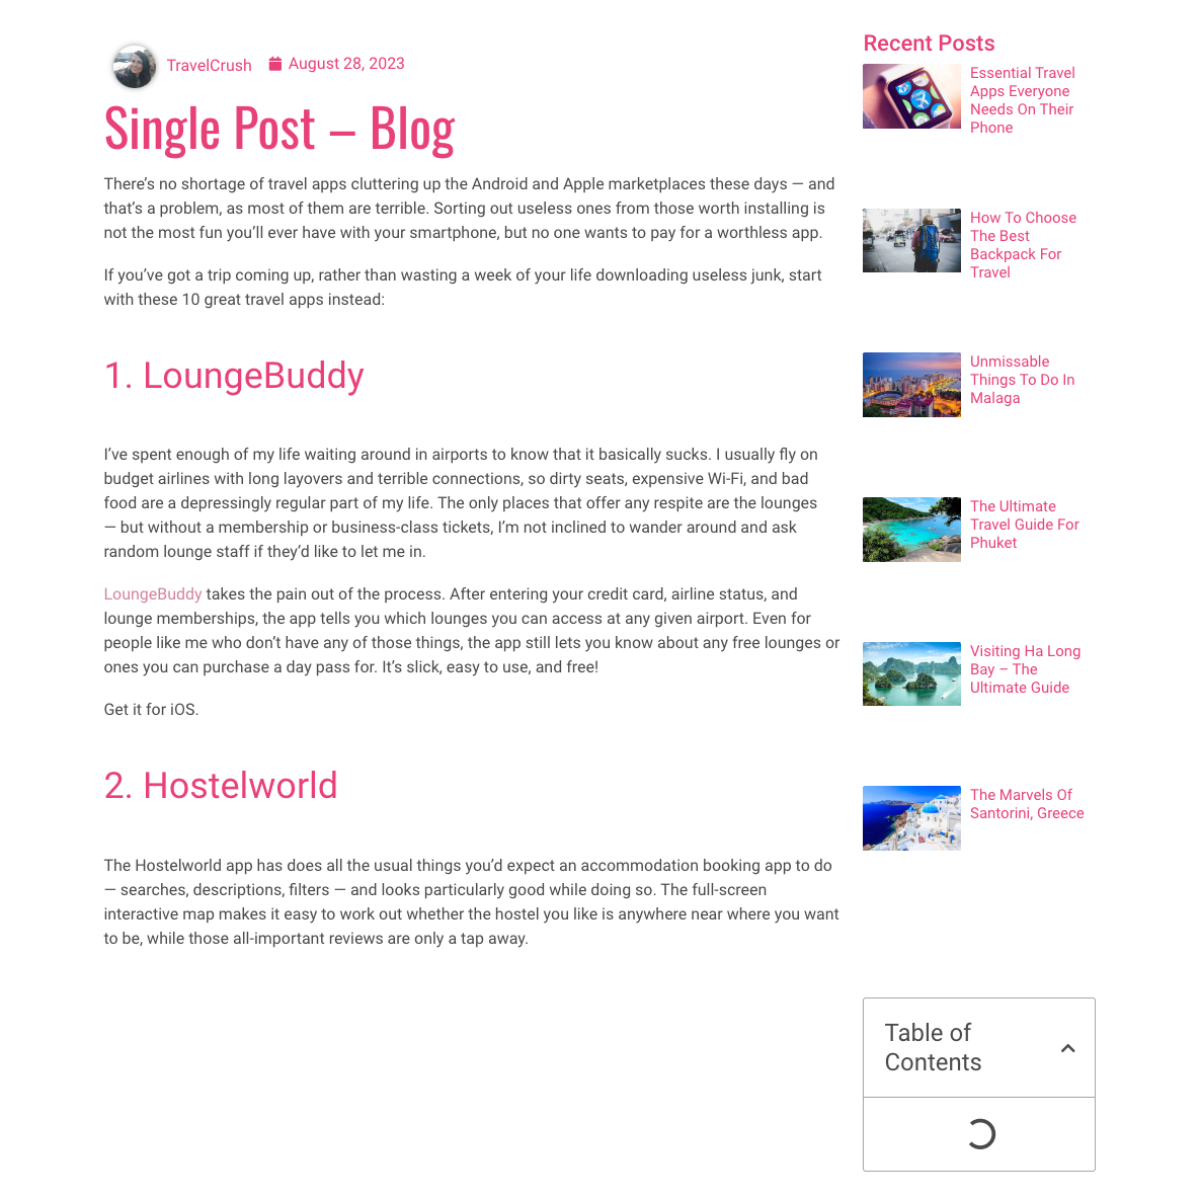 TravelCrush
August 28, 2023
Single Post – Blog
There’s no shortage of travel apps cluttering up the Android and Apple marketplaces these days — and
that’s a problem, as most of them are terrible. Sorting out useless ones from those worth installing is
not the most fun you’ll ever have with your smartphone, but no one wants to pay for a worthless app.
If you’ve got a trip coming up, rather than wasting a week of your life downloading useless junk, start
with these 10 great travel apps instead:
1. LoungeBuddy
I’ve spent enough of my life waiting around in airports to know that it basically sucks. I usually fly on
budget airlines with long layovers and terrible connections, so dirty seats, expensive Wi-Fi, and bad
food are a depressingly regular part of my life. The only places that offer any respite are the lounges
— but without a membership or business-class tickets, I’m not inclined to wander around and ask
random lounge staff if they’d like to let me in.
LoungeBuddy takes the pain out of the process. After entering your credit card, airline status, and
lounge memberships, the app tells you which lounges you can access at any given airport. Even for
people like me who don’t have any of those things, the app still lets you know about any free lounges or
ones you can purchase a day pass for. It’s slick, easy to use, and free!
Get it for iOS.
2. Hostelworld
The Hostelworld app has does all the usual things you’d expect an accommodation booking app to do
— searches, descriptions, filters — and looks particularly good while doing so. The full-screen
interactive map makes it easy to work out whether the hostel you like is anywhere near where you want
to be, while those all-important reviews are only a tap away.
Recent Posts
Essential Travel
Apps Everyone
Needs On Their
Phone
How To Choose
The Best
Backpack For
Travel
Unmissable
Things To Do In
Malaga
The Ultimate
Travel Guide For
Phuket
Visiting Ha Long
Bay – The
Ultimate Guide
The Marvels Of
Santorini, Greece
Table of
Contents